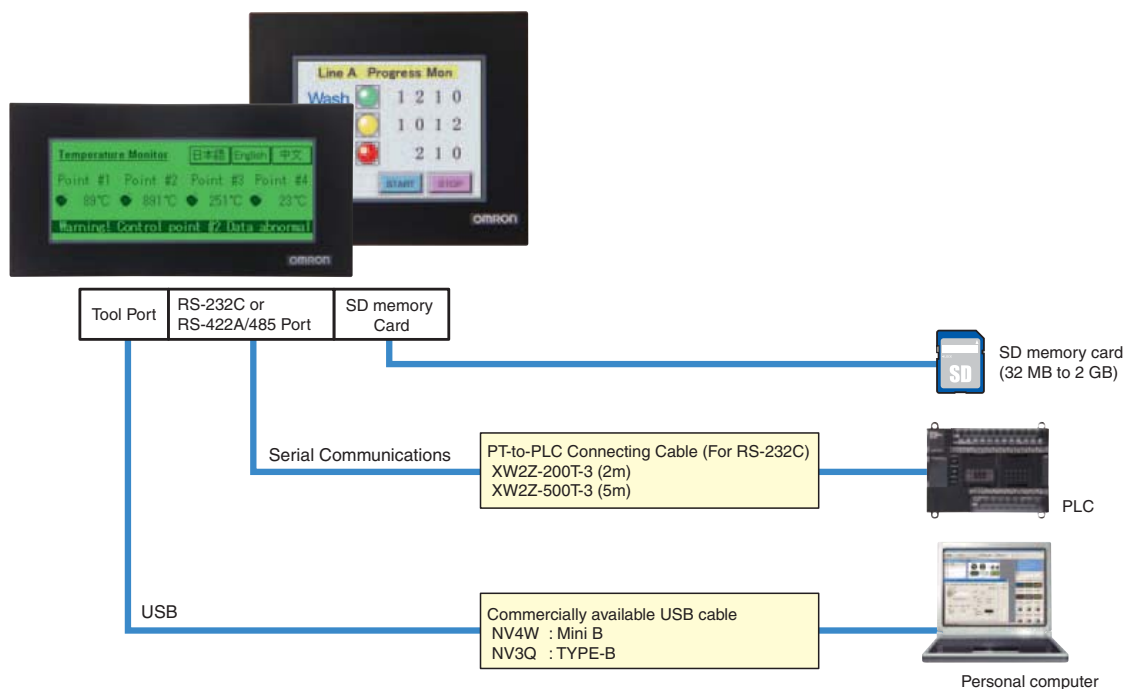 Line A Progress Mon
Wash 1 2 1 0
1 0 1 2
2 1 0
START STOP
OMRON
Temperature Monitor 日本語 English 中文
Point #1 Point #2 Point #3 Point #4
89℃ 891℃ 251℃ 23℃
Warning! Control point #2 Data abnormal
OMRON
Tool Port
RS-232C or
RS-422A/485 Port
SD memory
Card
SD
SD memory card
(32 MB to 2 GB)
Serial Communications
PT-to-PLC Connecting Cable (For RS-232C)
XW2Z-200T-3 (2m)
XW2Z-500T-3 (5m)
PLC
USB
Commercially available USB cable
NV4W : Mini B
NV3Q : TYPE-B
Personal computer